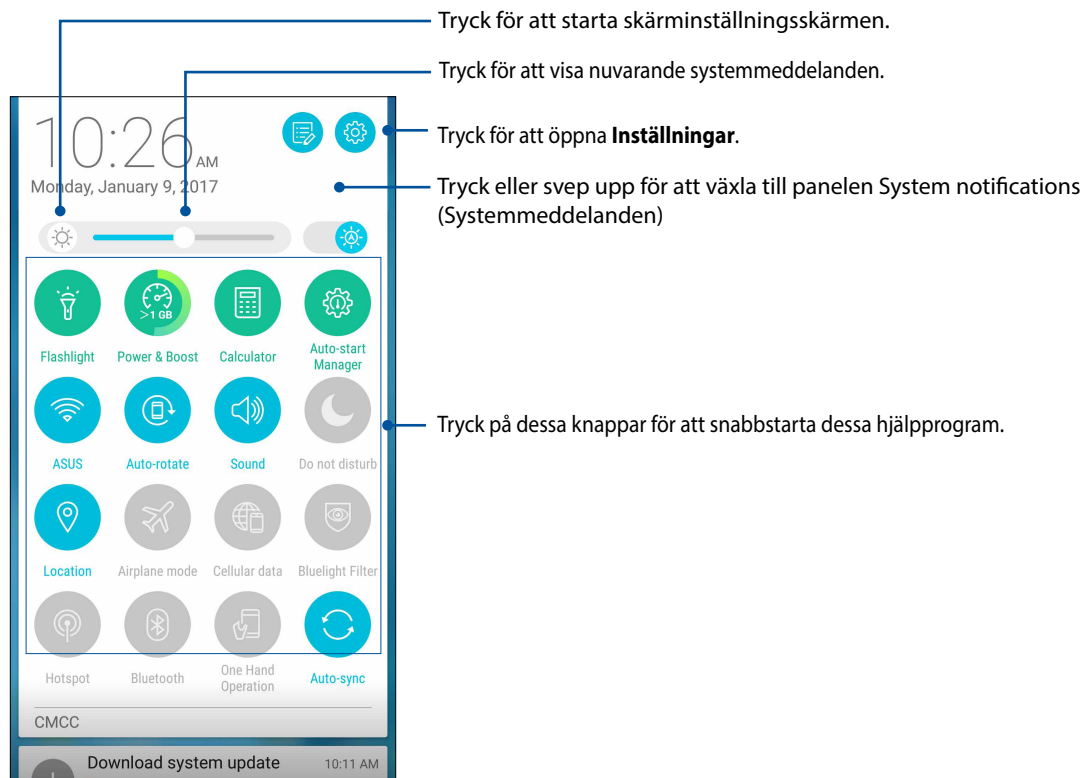 Tryck för att starta skärminställningsskärmen.
Tryck för att visa nuvarande systemmeddelanden.
Tryck för att öppna Inställningar.
Tryck eller svep upp för att växla till panelen System notifications
(Systemmeddelanden)
Tryck på dessa knappar för att snabbstarta dessa hjälpprogram.
10:26 AM
Monday, January 9, 2017
A
>1 GB
Flashlight Power & Boost Calculator Auto-start
Manager
ASUS Auto-rotate Sound Do not disturb
Location Airplane mode Cellular data Bluelight Filter
Hotspot Bluetooth One Hand
Operation Auto-sync
CMCC
Download system update 10:11 AM